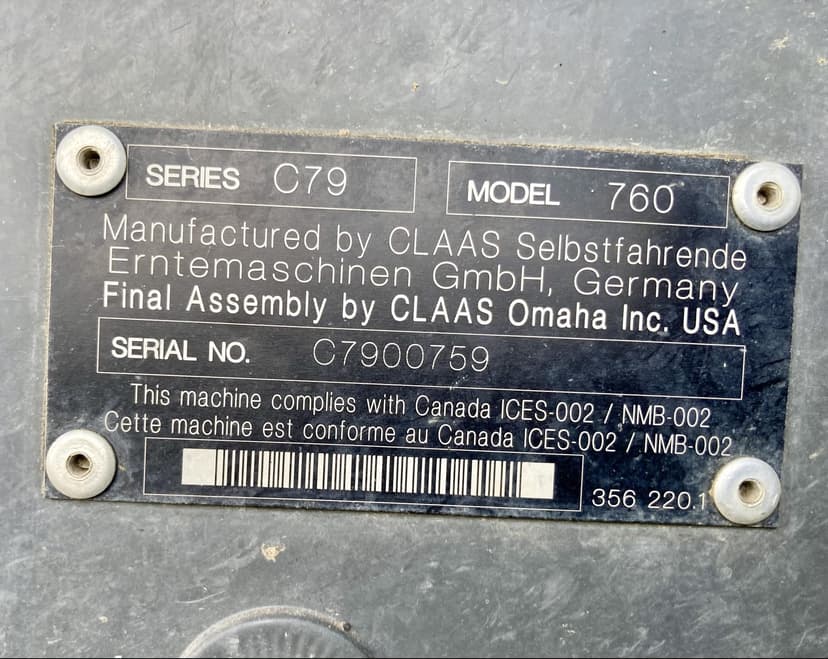 SERIES C79 MODEL 760
Manufactured by CLAAS Selbstfahrende
Erntemaschinen GmbH, Germany
Final Assembly by CLAAS Omaha Inc. USA
SERIAL NO. C7900759
This machine complies with Canada ICES-002 / NMB-002
Cette machine est conforme au Canada ICES-002 / NMB-002
356 220.1